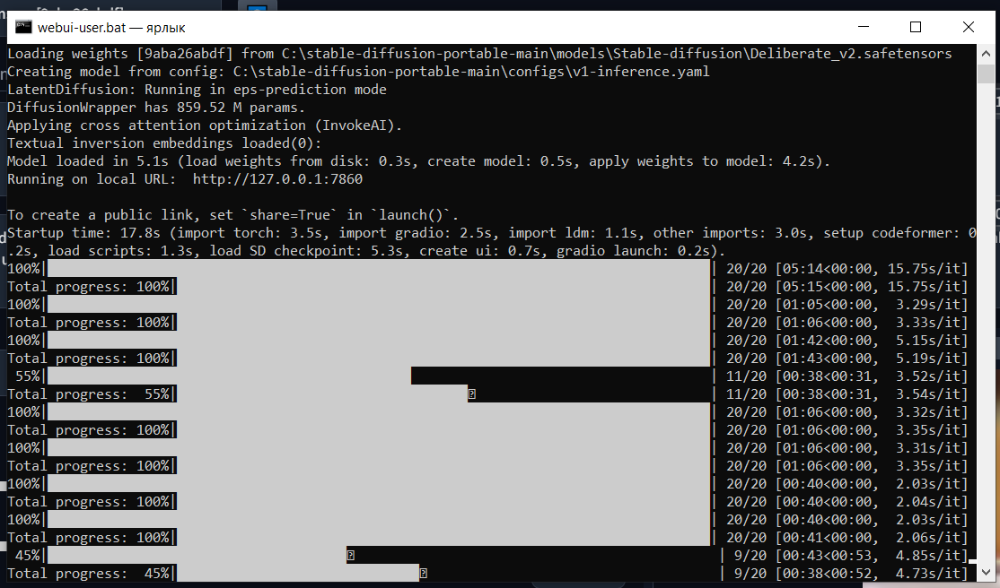 webui-user.bat — ярлык
Loading weights [9aba26abdf] from C:\stable-diffusion-portable-main\models\Stable-diffusion\Deliberate_v2.safetensors
Creating model from config: C:\stable-diffusion-portable-main\configs\v1-inference.yaml
LatentDiffusion: Running in eps-prediction mode
DiffusionWrapper has 859.52 M params.
Applying cross attention optimization (InvokeAI).
Textual inversion embeddings loaded(0):
Model loaded in 5.1s (load weights from disk: 0.3s, create model: 0.5s, apply weights to model: 4.2s).
Running on local URL:  http://127.0.0.1:7860
To create a public link, set `share=True` in `launch()`.
Startup time: 17.8s (import torch: 3.5s, import gradio: 2.5s, import ldm: 1.1s, other imports: 3.0s, setup codeformer: 0
.2s, load scripts: 1.3s, load SD checkpoint: 5.3s, create ui: 0.7s, gradio launch: 0.2s).
100%| | 20/20 [05:14<00:00, 15.75s/it]
Total progress: 100%| | 20/20 [05:15<00:00, 15.75s/it]
100%| | 20/20 [01:05<00:00,  3.29s/it]
Total progress: 100%| | 20/20 [01:06<00:00,  3.33s/it]
100%| | 20/20 [01:42<00:00,  5.15s/it]
Total progress: 100%| | 20/20 [01:43<00:00,  5.19s/it]
55%| | 11/20 [00:38<00:31,  3.52s/it]
Total progress:  55%| | 11/20 [00:38<00:31,  3.54s/it]
100%| | 20/20 [01:06<00:00,  3.32s/it]
Total progress: 100%| | 20/20 [01:06<00:00,  3.35s/it]
100%| | 20/20 [01:06<00:00,  3.31s/it]
Total progress: 100%| | 20/20 [01:06<00:00,  3.35s/it]
100%| | 20/20 [00:40<00:00,  2.03s/it]
Total progress: 100%| | 20/20 [00:40<00:00,  2.04s/it]
100%| | 20/20 [00:40<00:00,  2.03s/it]
Total progress: 100%| | 20/20 [00:41<00:00,  2.06s/it]
45%| | 9/20 [00:43<00:53,  4.85s/it]
Total progress:  45%| | 9/20 [00:38<00:52,  4.73s/it]